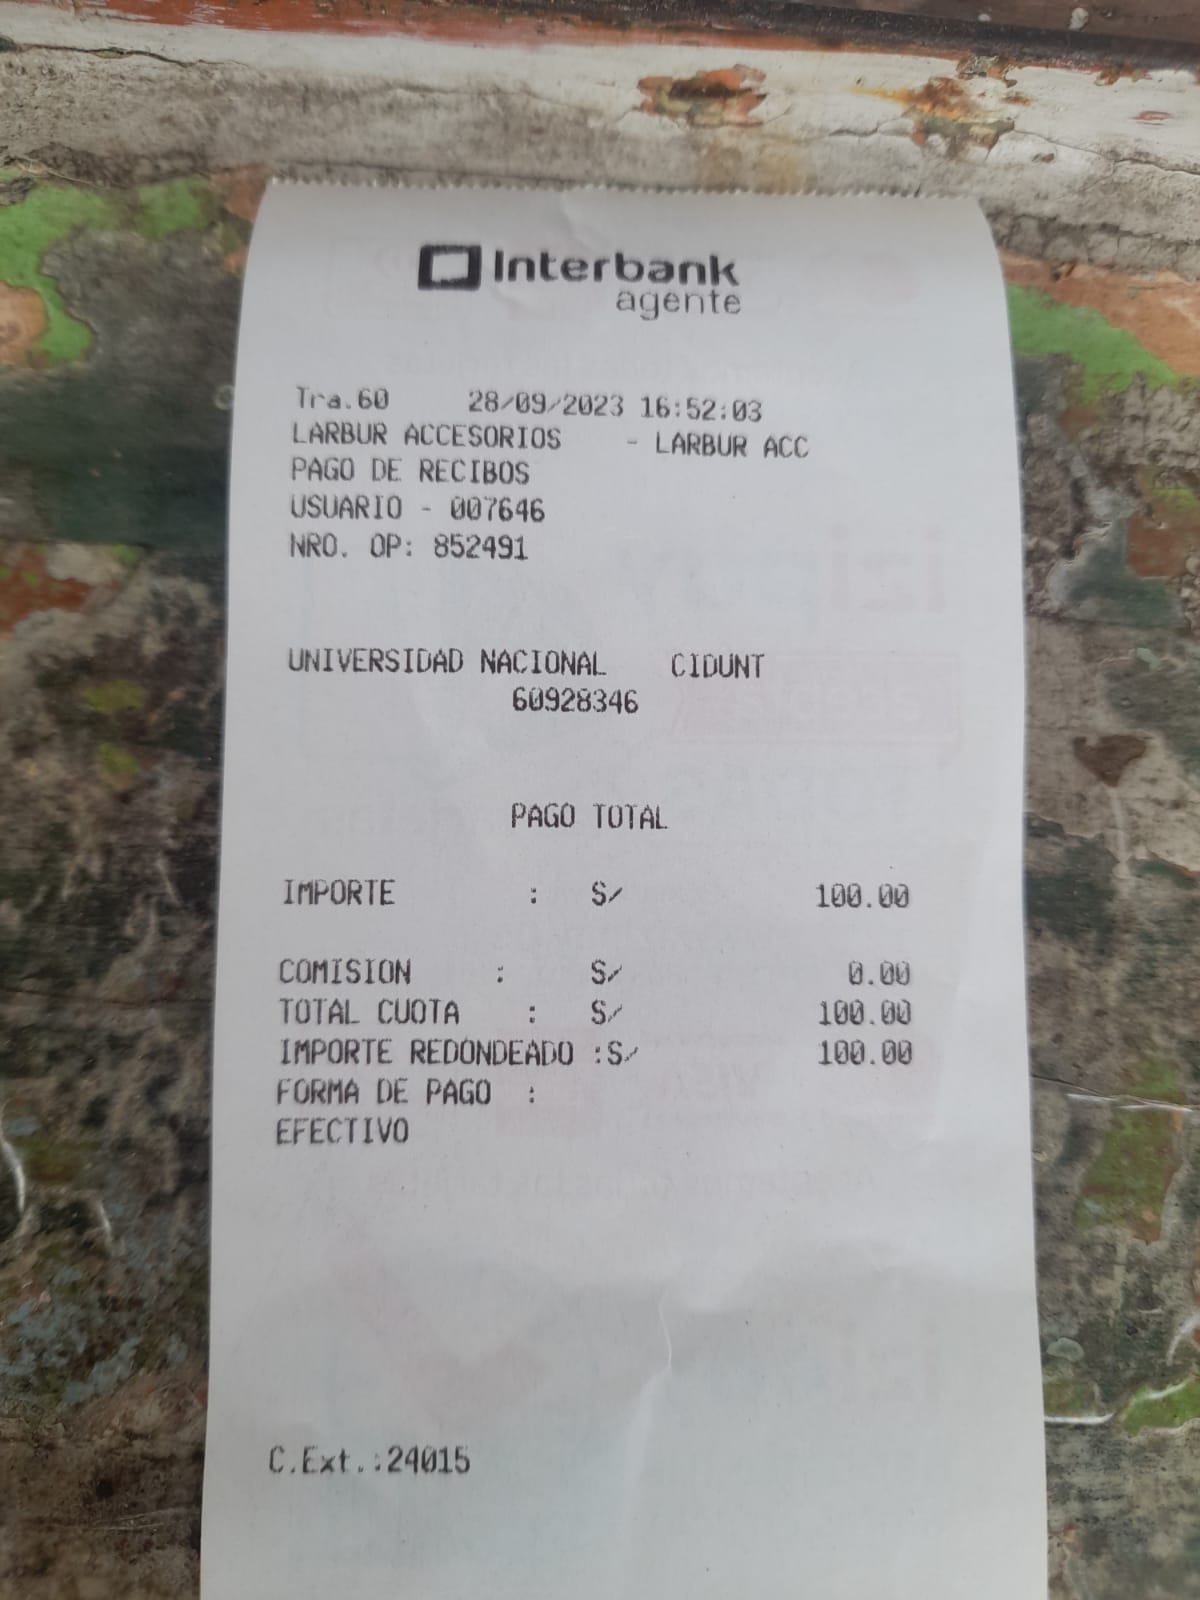 Interbank
agente
Tra.60 28/09/2023 16:52:03
LARBUR ACCESORIOS - LARBUR ACC
PAGO DE RECIBOS
USUARIO - 007646
NRO. OP: 852491
UNIVERSIDAD NACIONAL CIDUNT
60928346
PAGO TOTAL
IMPORTE : S/ 100.00
COMISION : S/ 0.00
TOTAL CUOTA : S/ 100.00
IMPORTE REDONDEADO :S/ 100.00
FORMA DE PAGO :
EFECTIVO
C.Ext.:24015